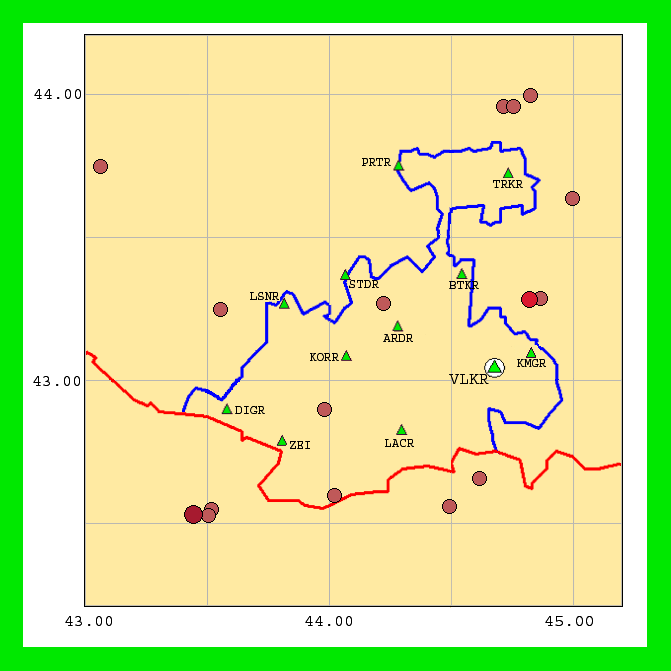 44.00
PRTR
TRKR
STDR
BTKR
LSNR
ARDR
KORR
KMGR
VLKR
43.00
DIGR
ZEI
LACR
43.00 44.00 45.00